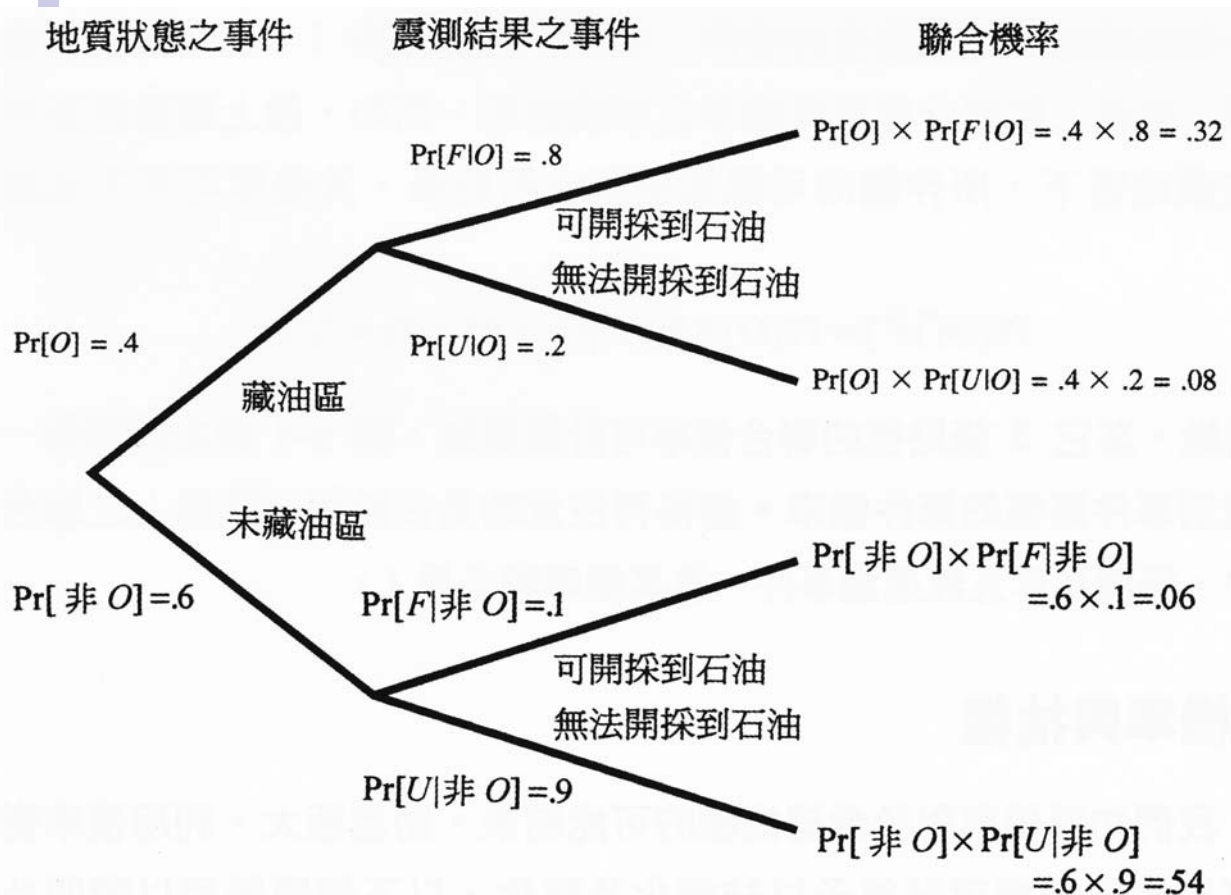 地質狀態之事件
震測結果之事件
聯合機率
Pr[O] × Pr[F|O] = .4 × .8 = .32
Pr[F|O] = .8
可開採到石油
無法開採到石油
Pr[O] = .4
Pr[U|O] = .2
Pr[O] × Pr[U|O] = .4 × .2 = .08
藏油區
未藏油區
Pr[ 非 O]=.6
Pr[F|非 O]=.1
Pr[ 非 O]×Pr[F|非 O]
=.6 × .1=.06
可開採到石油
無法開採到石油
Pr[U|非 O]=.9
Pr[ 非 O]×Pr[U|非 O]
=.6 × .9 =.54